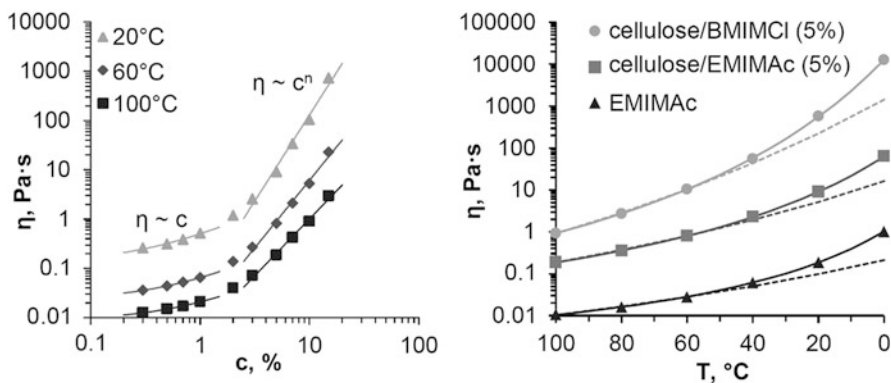 η, Pa·s
10000
1000
100
10
1
0.1
0.01
20°C
60°C
100°C
η ~ cⁿ
η ~ c
0.1 1 10 100
c, %
η, Pa·s
100000
10000
1000
100
10
1
0.1
0.01
cellulose/BMIMCl (5%)
cellulose/EMIMAc (5%)
EMIMAc
100 80 60 40 20 0
T, °C